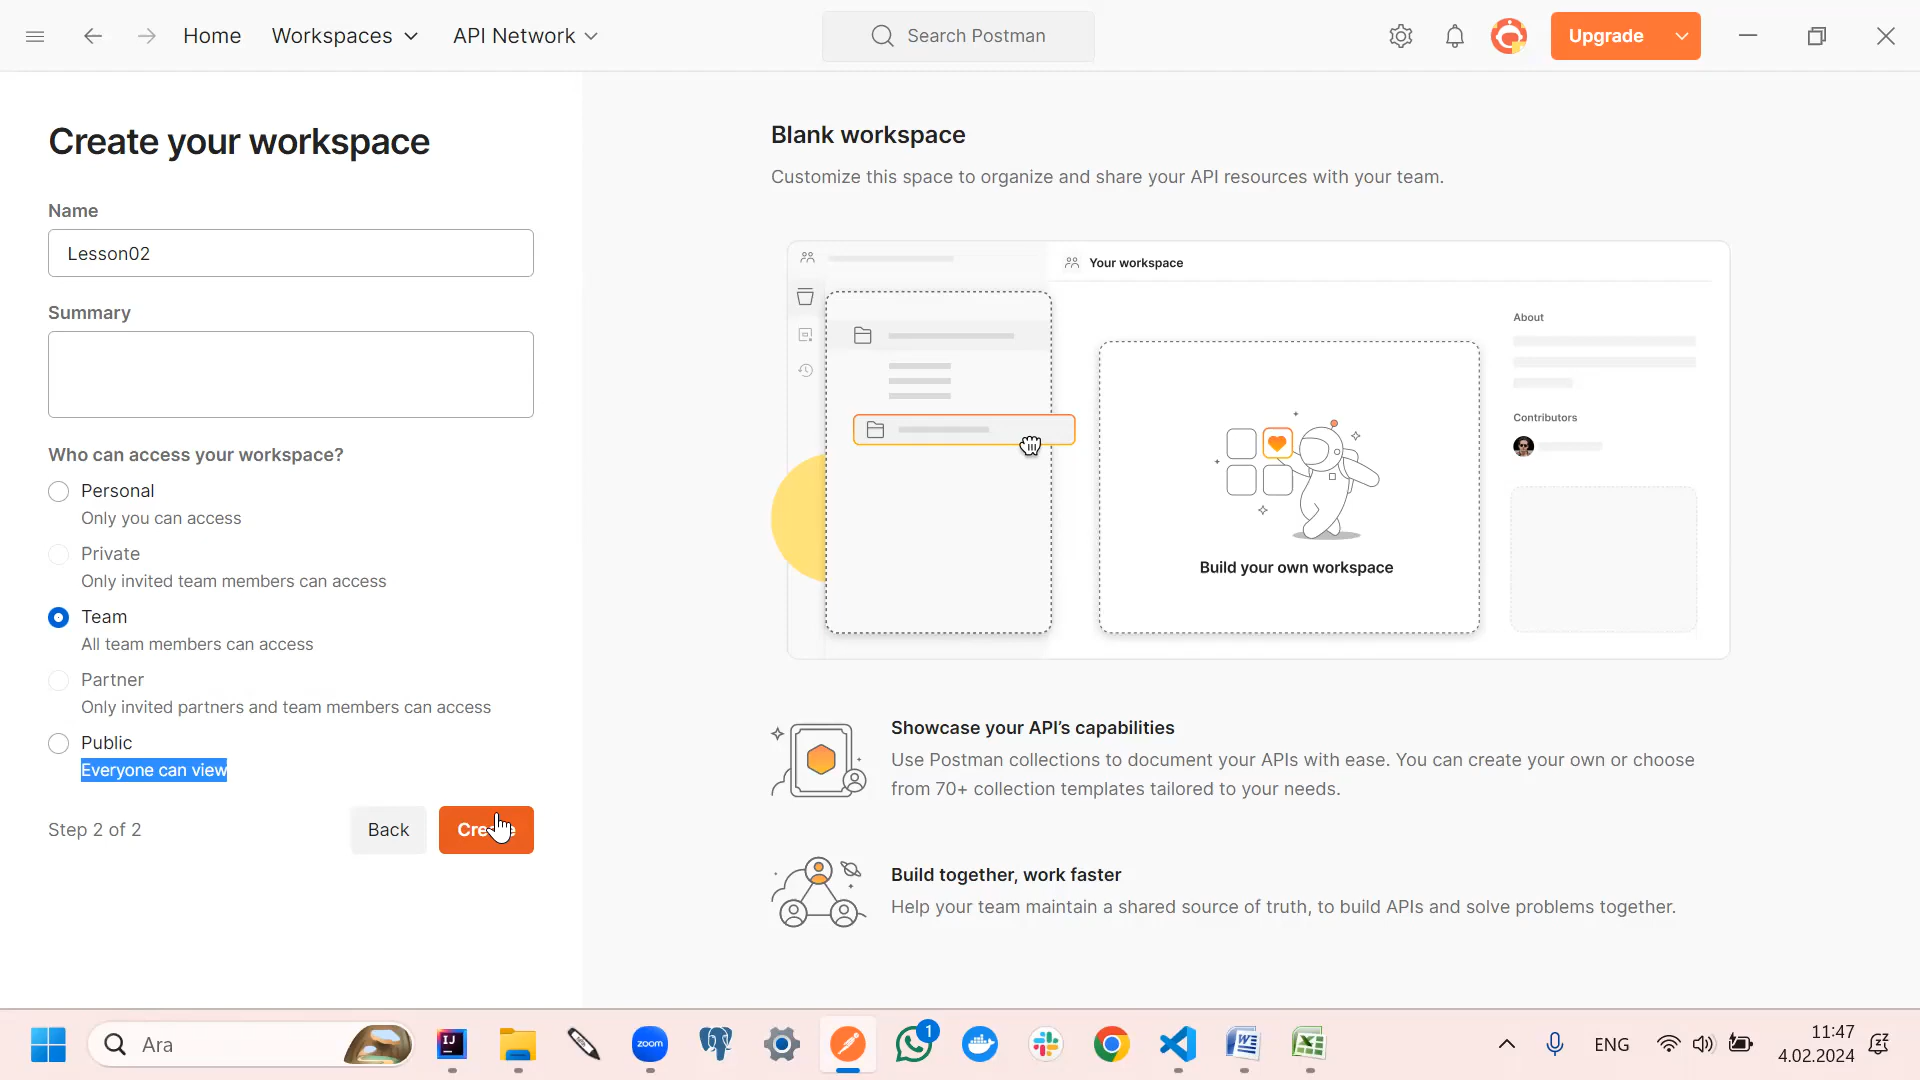 Home
Workspaces
API Network
Search Postman
Upgrade
Create your workspace
Name
Lesson02
Summary
Who can access your workspace?
Personal
Only you can access
Private
Only invited team members can access
Team
All team members can access
Partner
Only invited partners and team members can access
Public
Everyone can view
Step 2 of 2
Back
Blank workspace
Customize this space to organize and share your API resources with your team.
Your workspace
About
Contributors
Build your own workspace
Showcase your API's capabilities
Use Postman collections to document your APIs with ease. You can create your own or choose
from 70+ collection templates tailored to your needs.
Build together, work faster
Help your team maintain a shared source of truth, to build APIs and solve problems together.
Ara
IJ
zoom
1
ENG
11:47
4.02.2024